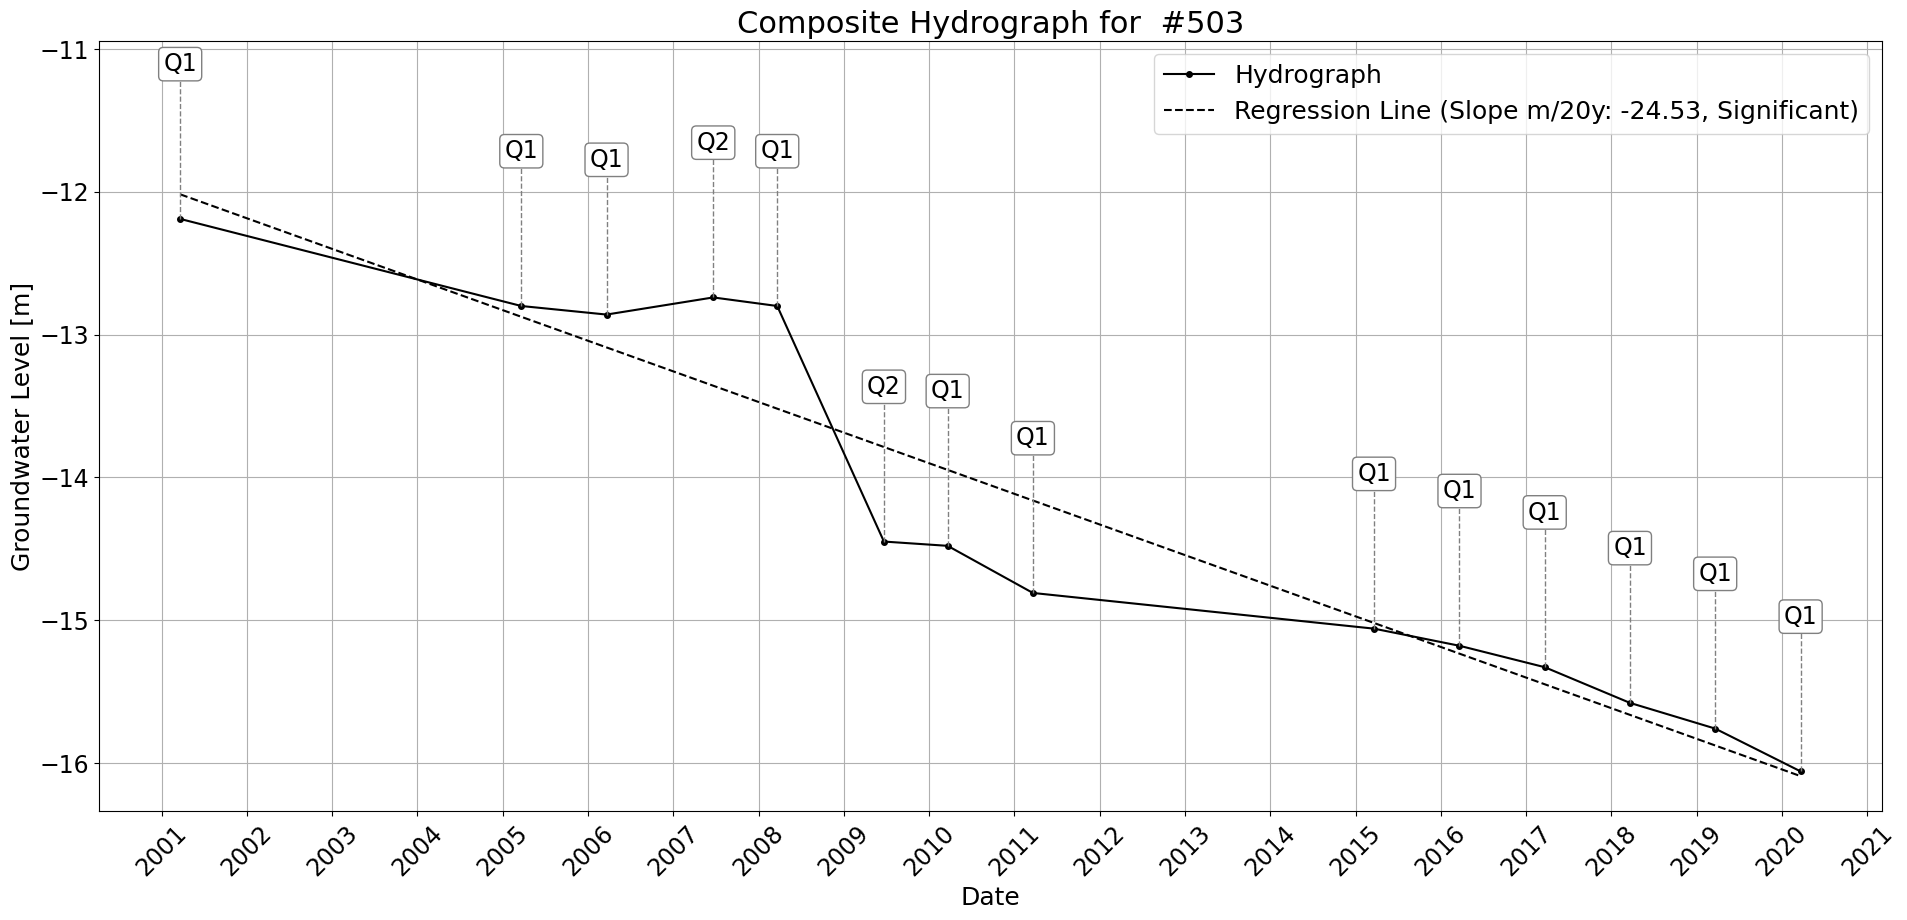 Composite Hydrograph for  #503
Hydrograph
Regression Line (Slope m/20y: -24.53, Significant)
Q1
Q1
Q1
Q2
Q1
Q2
Q1
Q1
Q1
Q1
Q1
Q1
Q1
Q1
Groundwater Level [m]
−11
−12
−13
−14
−15
−16
2001
2002
2003
2004
2005
2006
2007
2008
2009
2010
2011
2012
2013
2014
2015
2016
2017
2018
2019
2020
2021
Date